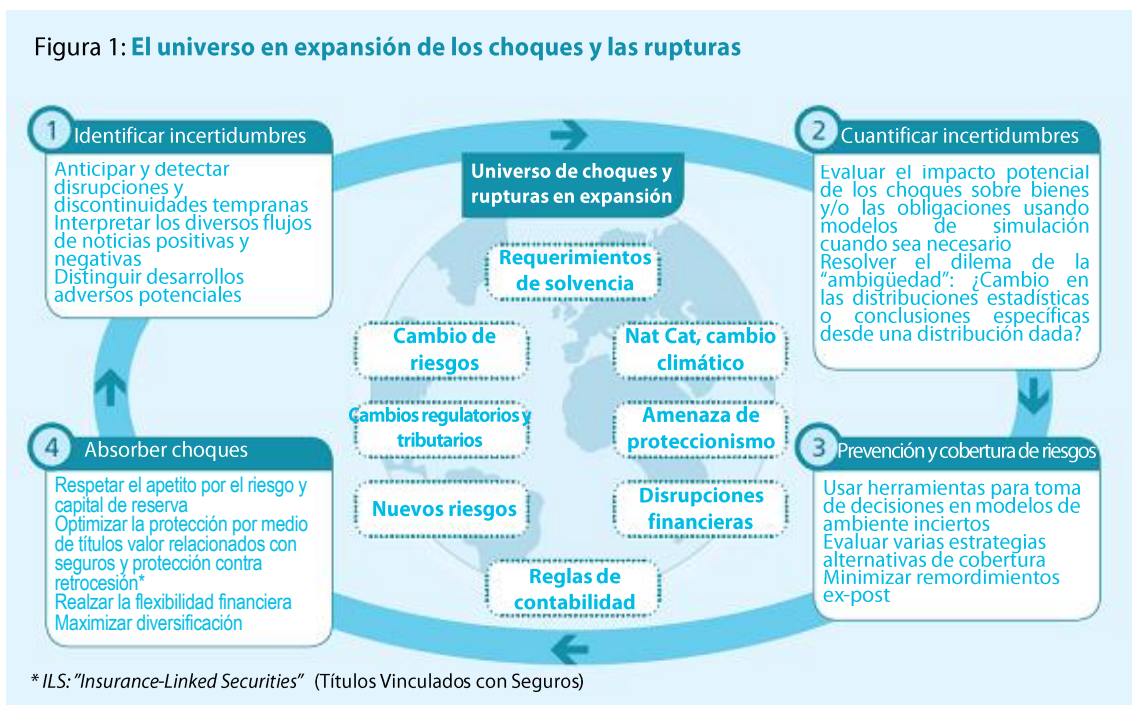 Figura 1: El universo en expansión de los choques y las rupturas
1 Identificar incertidumbres
Anticipar y detectar
disrupciones y
discontinuidades tempranas
Interpretar los diversos flujos
de noticias positivas y
negativas
Distinguir desarrollos
adversos potenciales
2 Cuantificar incertidumbres
Evaluar el impacto potencial
de los choques sobre bienes
y/o las obligaciones usando
modelos de simulación
cuando sea necesario
Resolver el dilema de la
“ambigüedad”: ¿Cambio en
las distribuciones estadísticas
o conclusiones específicas
desde una distribución dada?
Universo de choques y
rupturas en expansión
Requerimientos
de solvencia
Cambio de
riesgos
Nat Cat, cambio
climático
Cambios regulatorios y
tributarios
Amenaza de
proteccionismo
Nuevos riesgos
Disrupciones
financieras
Reglas de
contabilidad
3 Prevención y cobertura de riesgos
Usar herramientas para toma
de decisiones en modelos de
ambiente inciertos
Evaluar varias estrategias
alternativas de cobertura
Minimizar remordimientos
ex-post
4 Absorber choques
Respetar el apetito por el riesgo y
capital de reserva
Optimizar la protección por medio
de títulos valor relacionados con
seguros y protección contra
retrocesión*
Realzar la flexibilidad financiera
Maximizar diversificación
* ILS: ”Insurance-Linked Securities” (Títulos Vinculados con Seguros)